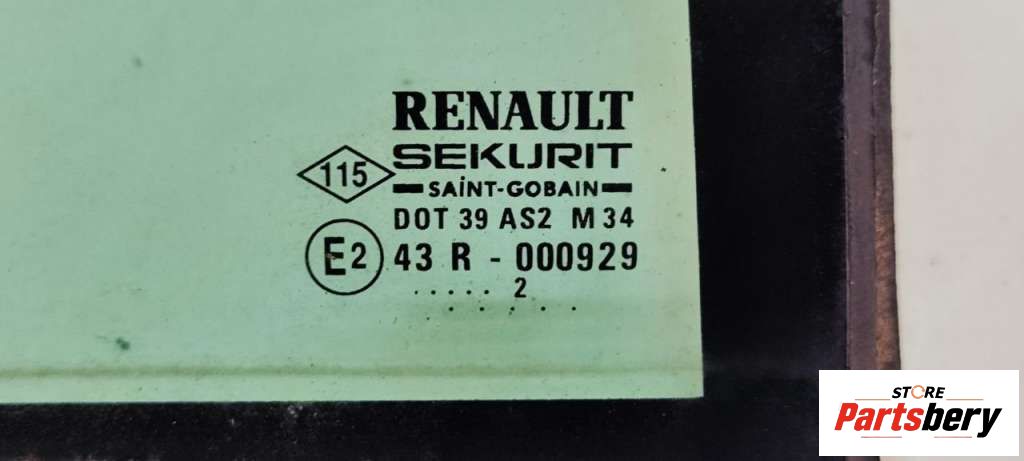 RENAULT
115
SEKURIT
SAiNT-GOBAIN
DOT 39 AS2 M 34
E2
43 R - 000929
..... 2
. . . . . .
STORE
Partsbery